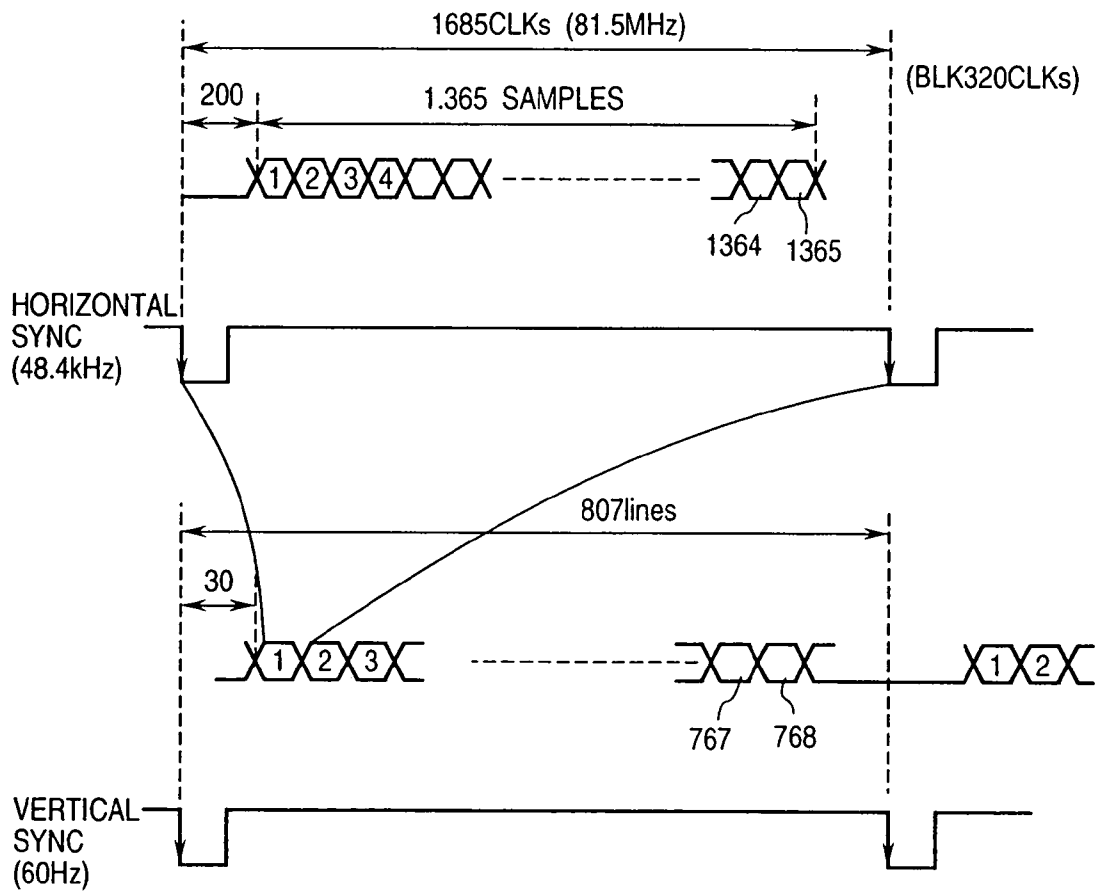 1685CLKs (81.5MHz)
(BLK320CLKs)
200
1.365 SAMPLES
1 2 3 4
1364 1365
HORIZONTAL
SYNC
(48.4kHz)
807lines
30
1 2 3
1 2
767 768
VERTICAL
SYNC
(60Hz)